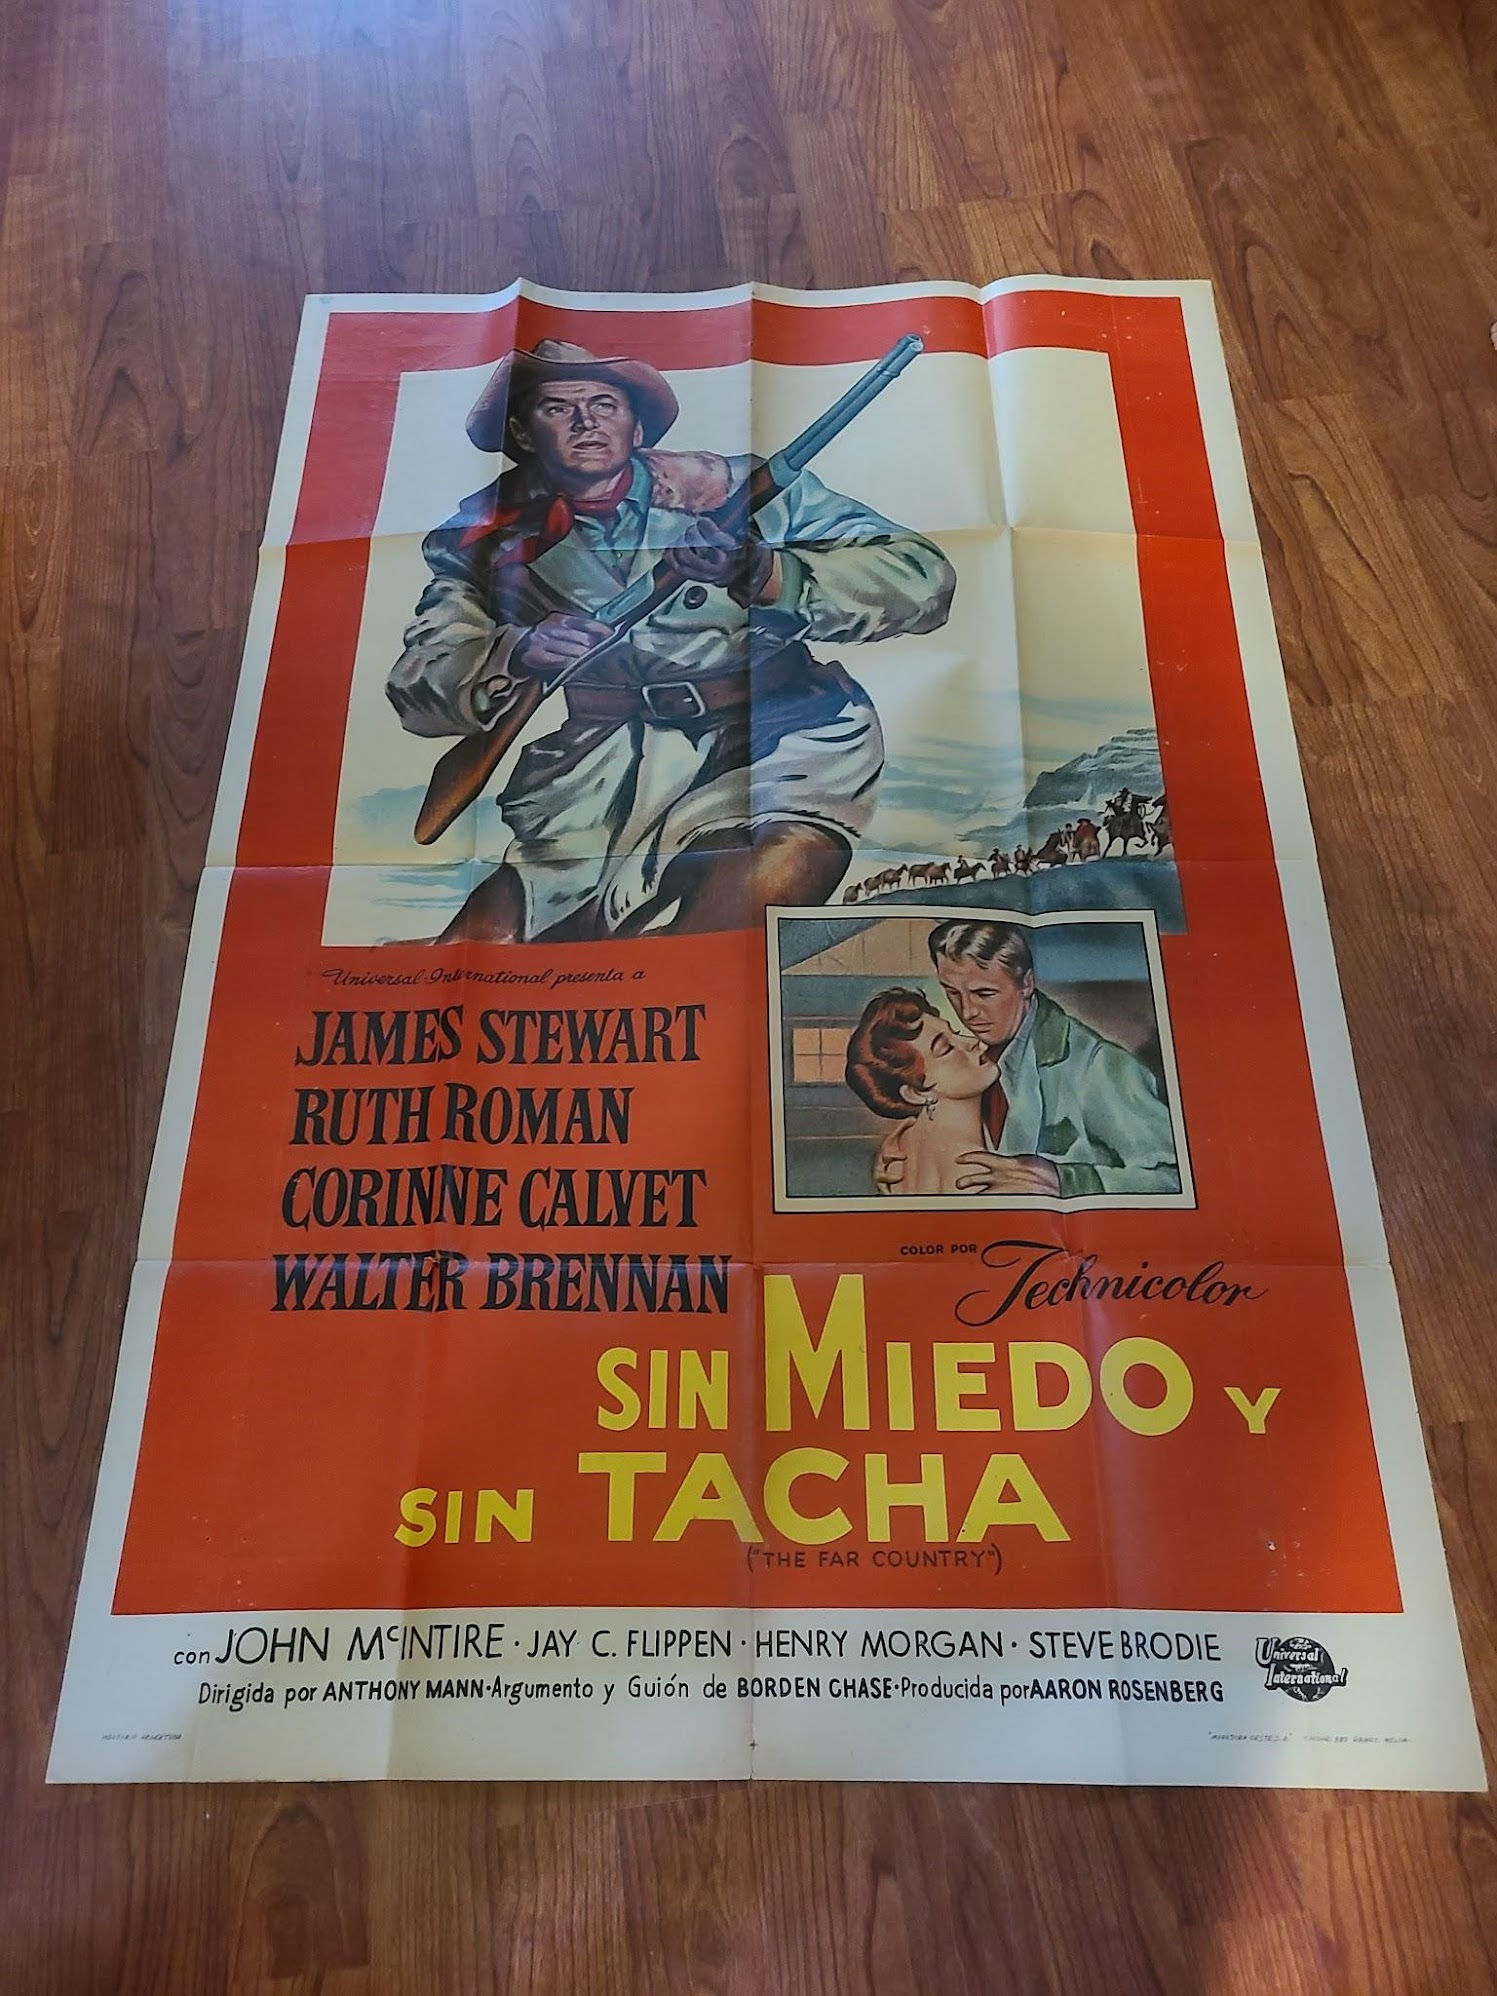 Universal-International presenta a
JAMES STEWART
RUTH ROMAN
CORINNE CALVET
WALTER BRENNAN
COLOR POR Technicolor
SIN MIEDO Y
SIN TACHA
("THE FAR COUNTRY")
con JOHN McINTIRE · JAY C. FLIPPEN · HENRY MORGAN · STEVE BRODIE
Dirigida por ANTHONY MANN · Argumento y Guión de BORDEN CHASE · Producida por AARON ROSENBERG
Universal
International